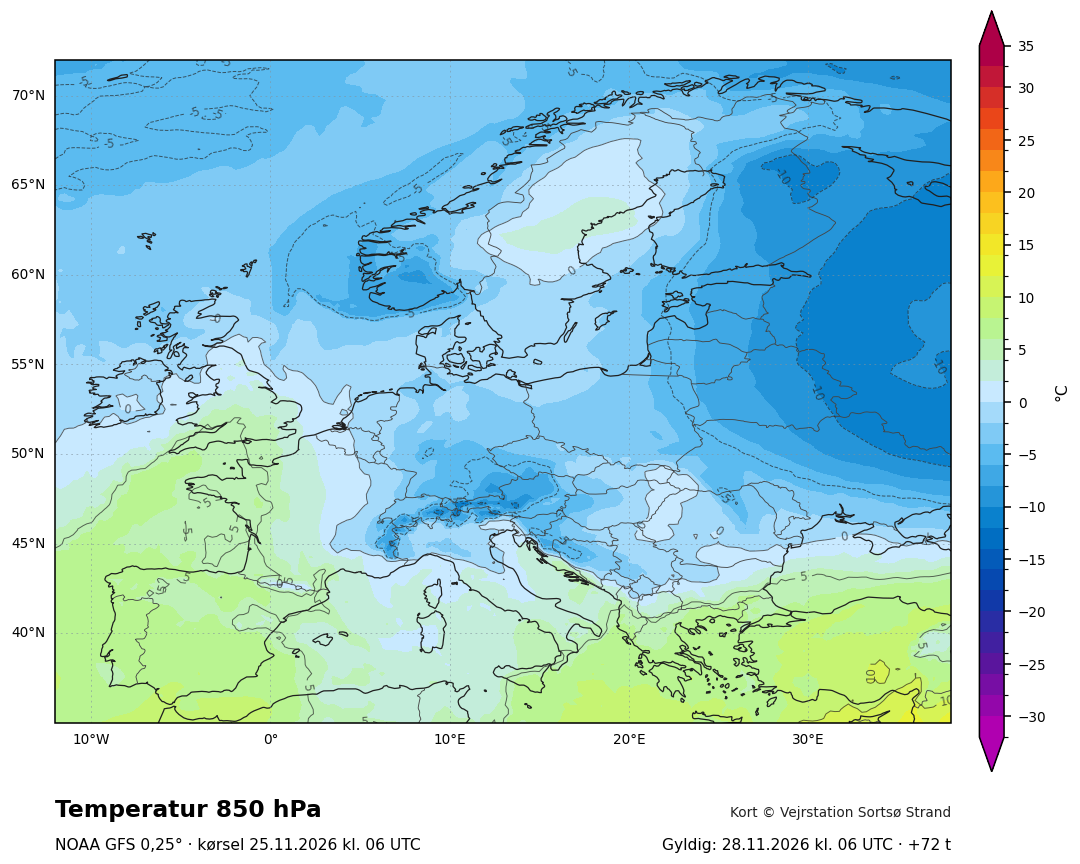 70°N
65°N
60°N
55°N
50°N
45°N
40°N
10°W 0° 10°E 20°E 30°E
35
30
25
20
15
10
5
0
−5
−10
−15
−20
−25
−30
°C
Temperatur 850 hPa
Kort © Vejrstation Sortsø Strand
NOAA GFS 0,25° · kørsel 25.11.2026 kl. 06 UTC
Gyldig: 28.11.2026 kl. 06 UTC · +72 t